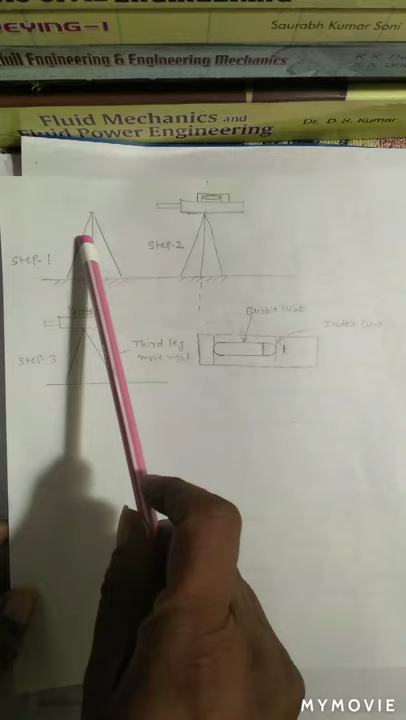 EYING-I
Saurabh Kumar Soni
Civil Engineering & Engineering Mechanics
Fluid Mechanics and
Fluid Power Engineering
Dr. D. S. Kumar
Step-1
Step-2
Bubble tube
Step-3
Third leg
move right
Index
MYMOVIE